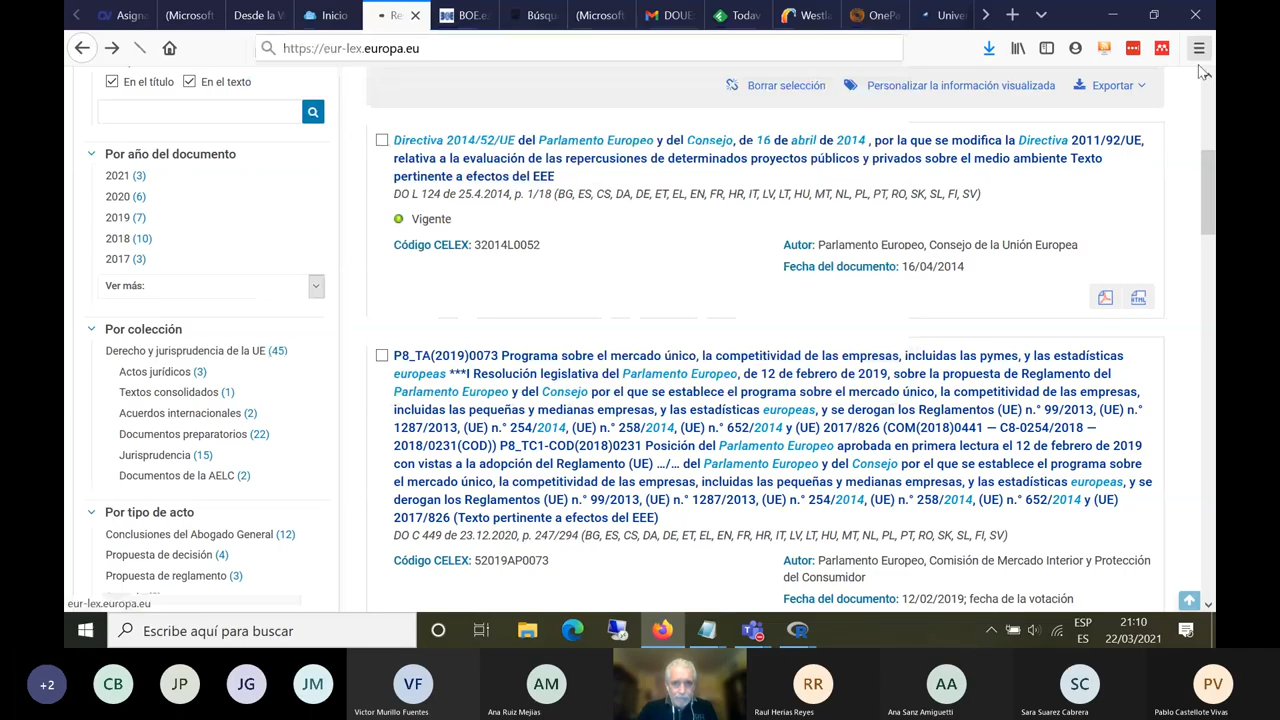 Asigna
(Microsoft
Desde la V
Inicio
Re
BOE.e
Búsqu
(Microsoft
DOUE
Todav
Westla
OnePa
Unive
https://eur-lex.europa.eu
En el título
En el texto
Borrar selección
Personalizar la información visualizada
Exportar
Por año del documento
2021 (3)
2020 (6)
2019 (7)
2018 (10)
2017 (3)
Ver más:
Por colección
Derecho y jurisprudencia de la UE (45)
Actos jurídicos (3)
Textos consolidados (1)
Acuerdos internacionales (2)
Documentos preparatorios (22)
Jurisprudencia (15)
Documentos de la AELC (2)
Por tipo de acto
Conclusiones del Abogado General (12)
Propuesta de decisión (4)
Propuesta de reglamento (3)
eur-lex.europa.eu
Directiva 2014/52/UE del Parlamento Europeo y del Consejo, de 16 de abril de 2014 , por la que se modifica la Directiva 2011/92/UE,
relativa a la evaluación de las repercusiones de determinados proyectos públicos y privados sobre el medio ambiente Texto
pertinente a efectos del EEE
DO L 124 de 25.4.2014, p. 1/18 (BG, ES, CS, DA, DE, ET, EL, EN, FR, HR, IT, LV, LT, HU, MT, NL, PL, PT, RO, SK, SL, FI, SV)
Vigente
Código CELEX: 32014L0052
Autor: Parlamento Europeo, Consejo de la Unión Europea
Fecha del documento: 16/04/2014
P8_TA(2019)0073 Programa sobre el mercado único, la competitividad de las empresas, incluidas las pymes, y las estadísticas
europeas ***I Resolución legislativa del Parlamento Europeo, de 12 de febrero de 2019, sobre la propuesta de Reglamento del
Parlamento Europeo y del Consejo por el que se establece el programa sobre el mercado único, la competitividad de las empresas,
incluidas las pequeñas y medianas empresas, y las estadísticas europeas, y se derogan los Reglamentos (UE) n.° 99/2013, (UE) n.°
1287/2013, (UE) n.° 254/2014, (UE) n.° 258/2014, (UE) n.° 652/2014 y (UE) 2017/826 (COM(2018)0441 — C8-0254/2018 —
2018/0231(COD)) P8_TC1-COD(2018)0231 Posición del Parlamento Europeo aprobada en primera lectura el 12 de febrero de 2019
con vistas a la adopción del Reglamento (UE) .../... del Parlamento Europeo y del Consejo por el que se establece el programa sobre
el mercado único, la competitividad de las empresas, incluidas las pequeñas y medianas empresas, y las estadísticas europeas, y se
derogan los Reglamentos (UE) n.° 99/2013, (UE) n.° 1287/2013, (UE) n.° 254/2014, (UE) n.° 258/2014, (UE) n.° 652/2014 y (UE)
2017/826 (Texto pertinente a efectos del EEE)
DO C 449 de 23.12.2020, p. 247/294 (BG, ES, CS, DA, DE, ET, EL, EN, FR, HR, HU, IT, LV, LT, MT, NL, PL, PT, RO, SK, SL, FI, SV)
Código CELEX: 52019AP0073
Autor: Parlamento Europeo, Comisión de Mercado Interior y Protección
del Consumidor
Fecha del documento: 12/02/2019; fecha de la votación
Escribe aquí para buscar
ESP
ES
21:10
22/03/2021
+2
CB
JP
JG
JM
VF
Victor Murillo Fuentes
AM
Ana Ruiz Mejias
RR
Raul Herias Reyes
AA
Ana Sanz Amiguetti
SC
Sara Suarez Cabrera
PV
Pablo Castellote Vivas